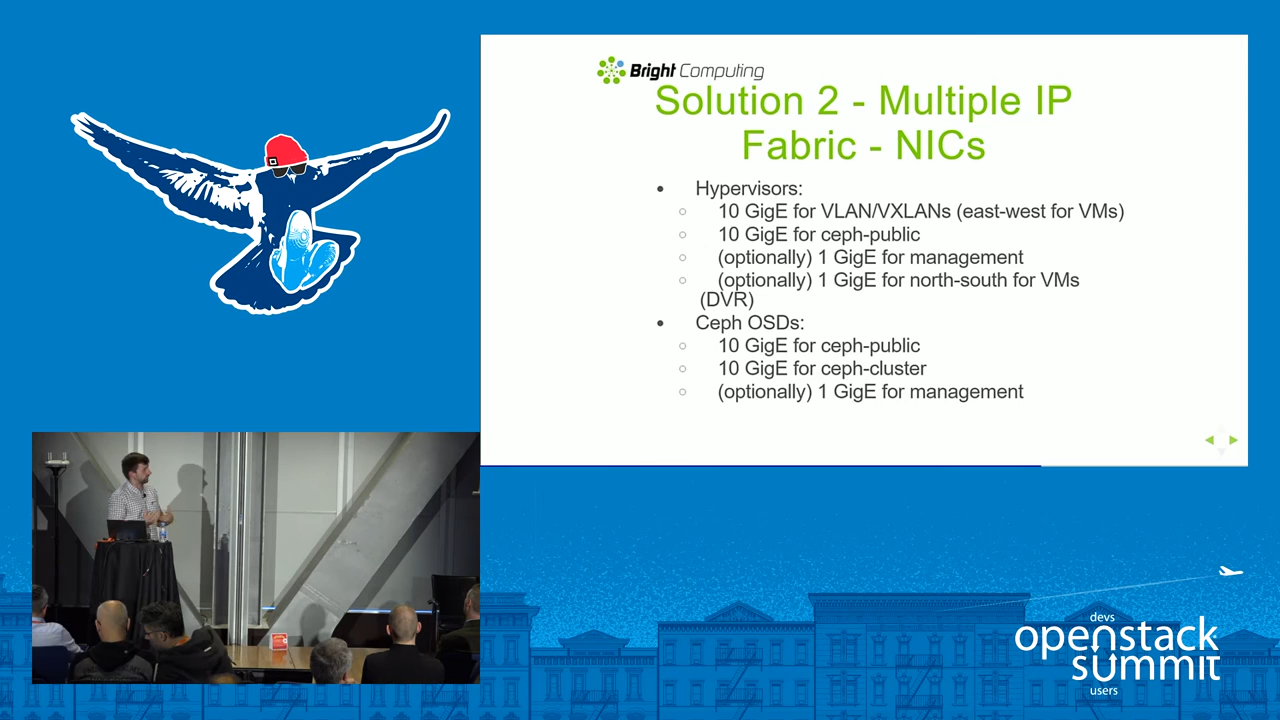 Bright Computing
Solution 2 - Multiple IP
Fabric - NICs
• Hypervisors:
○ 10 GigE for VLAN/VXLANs (east-west for VMs)
○ 10 GigE for ceph-public
○ (optionally) 1 GigE for management
○ (optionally) 1 GigE for north-south for VMs
(DVR)
• Ceph OSDs:
○ 10 GigE for ceph-public
○ 10 GigE for ceph-cluster
○ (optionally) 1 GigE for management
devs
openstack
summit
users